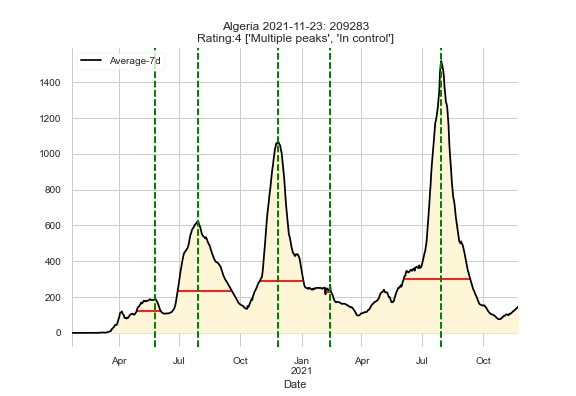 Algeria 2021-11-23: 209283
Rating:4 ['Multiple peaks', 'In control']
Average-7d
1400
1200
1000
800
600
400
200
0
Apr Jul Oct Jan Apr Jul Oct
2021
Date